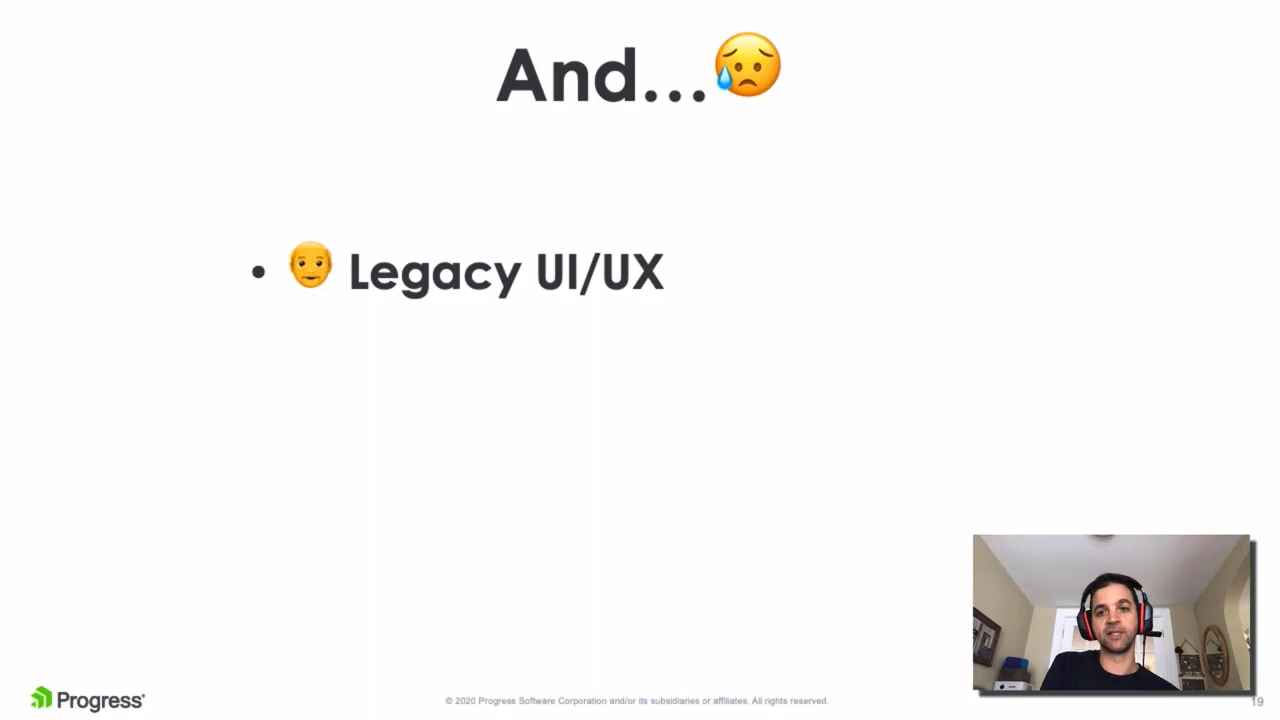 And...😥
• 👴 Legacy UI/UX
Progress®
© 2020 Progress Software Corporation and/or its subsidiaries or affiliates. All rights reserved.
19